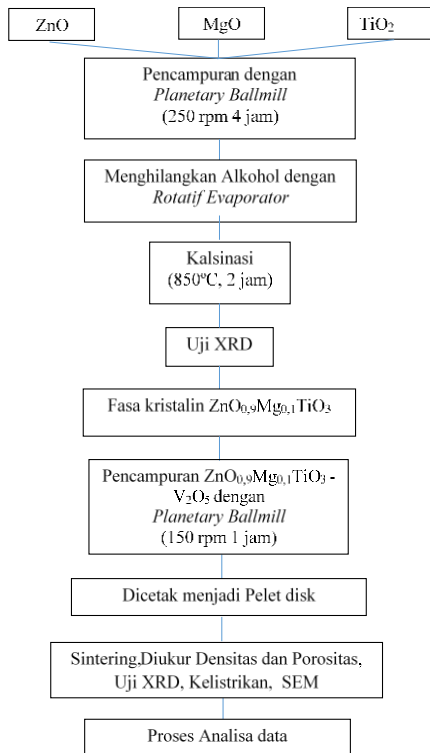 ZnO
MgO
TiO₂
Pencampuran dengan
Planetary Ballmill
(250 rpm 4 jam)
Menghilangkan Alkohol dengan
Rotatif Evaporator
Kalsinasi
(850ºC, 2 jam)
Uji XRD
Fasa kristalin ZnO₀,₉Mg₀,₁TiO₃
Pencampuran ZnO₀,₉Mg₀,₁TiO₃ -
V₂O₅ dengan
Planetary Ballmill
(150 rpm 1 jam)
Dicetak menjadi Pelet disk
Sintering,Diukur Densitas dan Porositas,
Uji XRD, Kelistrikan, SEM
Proses Analisa data